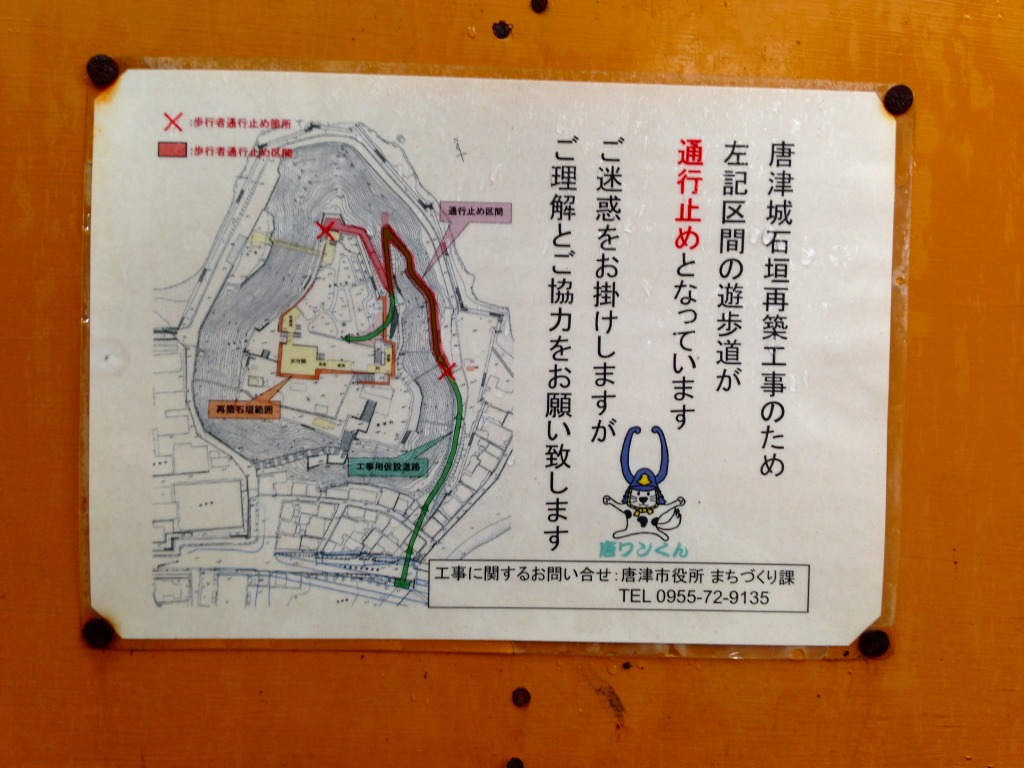 唐津城石垣再築工事のため
左記区間の遊歩道が
通行止めとなっています
ご迷惑をお掛けしますが
ご理解とご協力をお願い致します
×:歩行者通行止め箇所
:歩行者通行止め区間
通行止め区間
天守閣
再築石垣範囲
工事用仮設道路
唐ワンくん
工事に関するお問い合せ:唐津市役所 まちづくり課
TEL 0955-72-9135